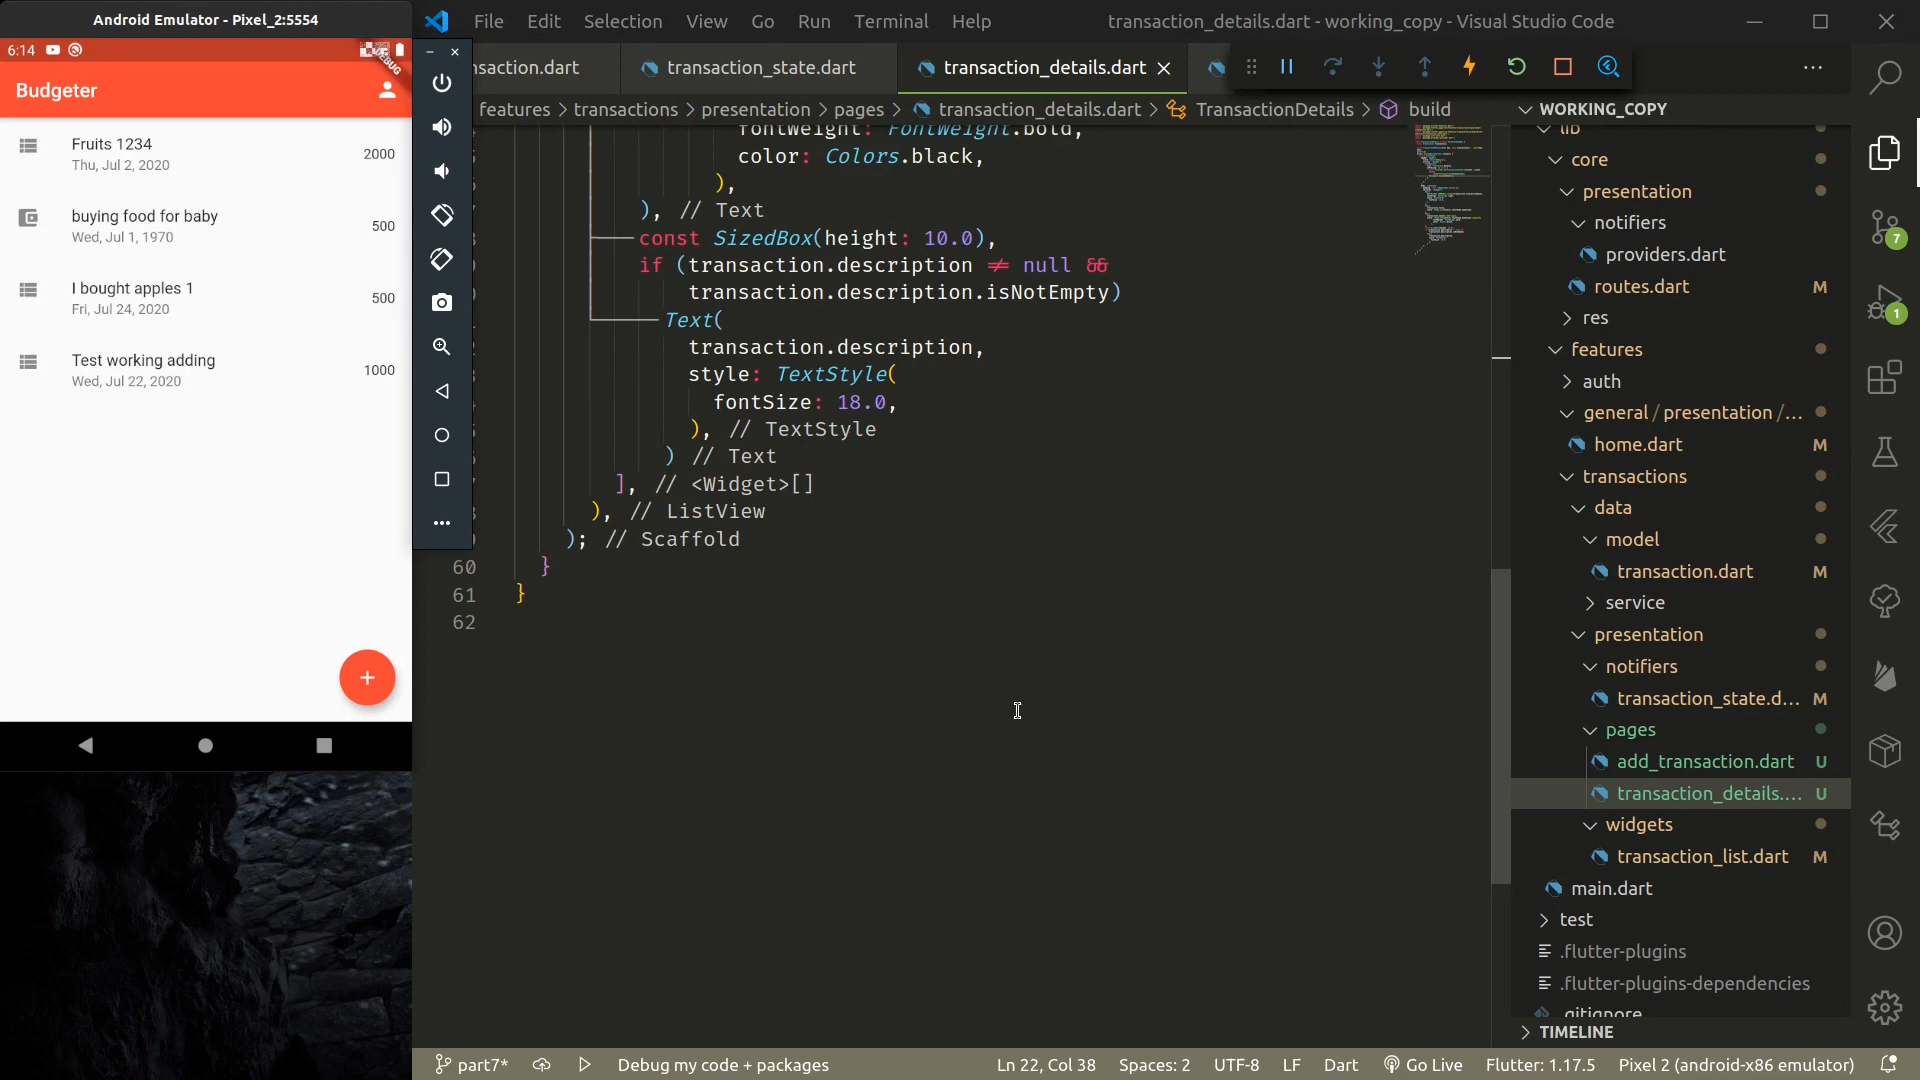 Android Emulator - Pixel_2:5554
File Edit Selection View Go Run Terminal Help
transaction_details.dart - working_copy - Visual Studio Code
6:14
DEBUG
Budgeter
Fruits 1234
Thu, Jul 2, 2020
2000
buying food for baby
Wed, Jul 1, 1970
500
I bought apples 1
Fri, Jul 24, 2020
500
Test working adding
Wed, Jul 22, 2020
1000
+
nsaction.dart
transaction_state.dart
transaction_details.dart
features > transactions > presentation > pages > transaction_details.dart > TransactionDetails > build
fontWeight: FontWeight.bold,
color: Colors.black,
),
), // Text
const SizedBox(height: 10.0),
if (transaction.description != null &&
transaction.description.isNotEmpty)
Text(
transaction.description,
style: TextStyle(
fontSize: 18.0,
), // TextStyle
) // Text
], // <Widget>[]
), // ListView
); // Scaffold
60 }
61 }
62
WORKING_COPY
lib
core
presentation
notifiers
providers.dart
routes.dart M
res
features
auth
general/presentation/...
home.dart M
transactions
data
model
transaction.dart M
service
presentation
notifiers
transaction_state.d... M
pages
add_transaction.dart U
transaction_details.... U
widgets
transaction_list.dart M
main.dart
test
.flutter-plugins
.flutter-plugins-dependencies
.gitignore
TIMELINE
7
1
part7*
Debug my code + packages
Ln 22, Col 38
Spaces: 2
UTF-8
LF
Dart
Go Live
Flutter: 1.17.5
Pixel 2 (android-x86 emulator)